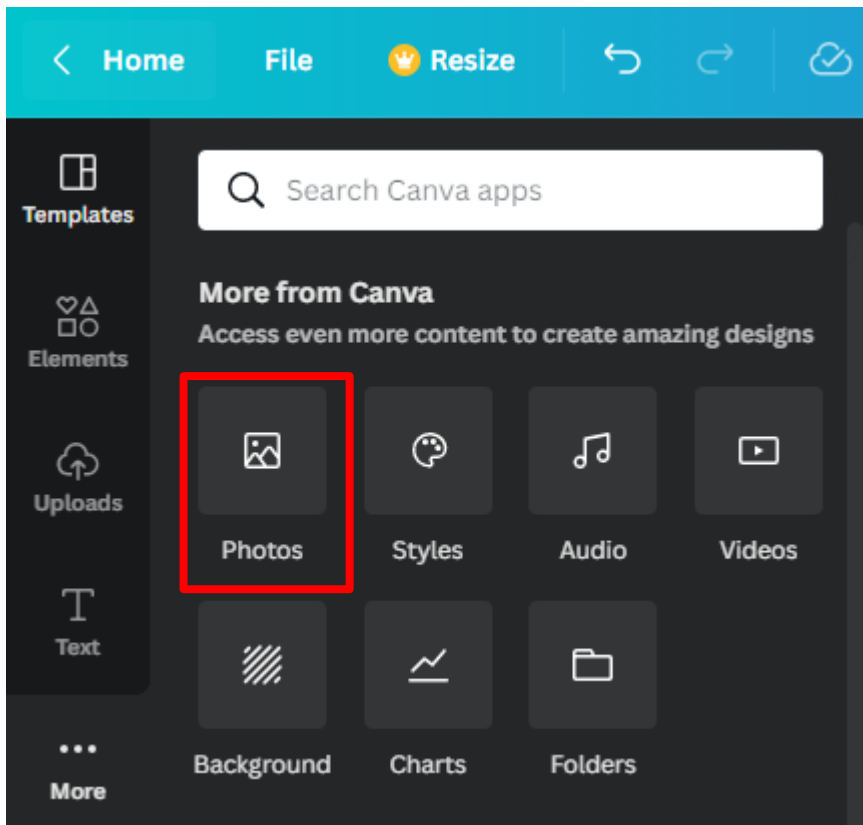 Home File Resize
Templates
Search Canva apps
Elements
More from Canva
Access even more content to create amazing designs
Uploads
Photos Styles Audio Videos
Text
Background Charts Folders
More